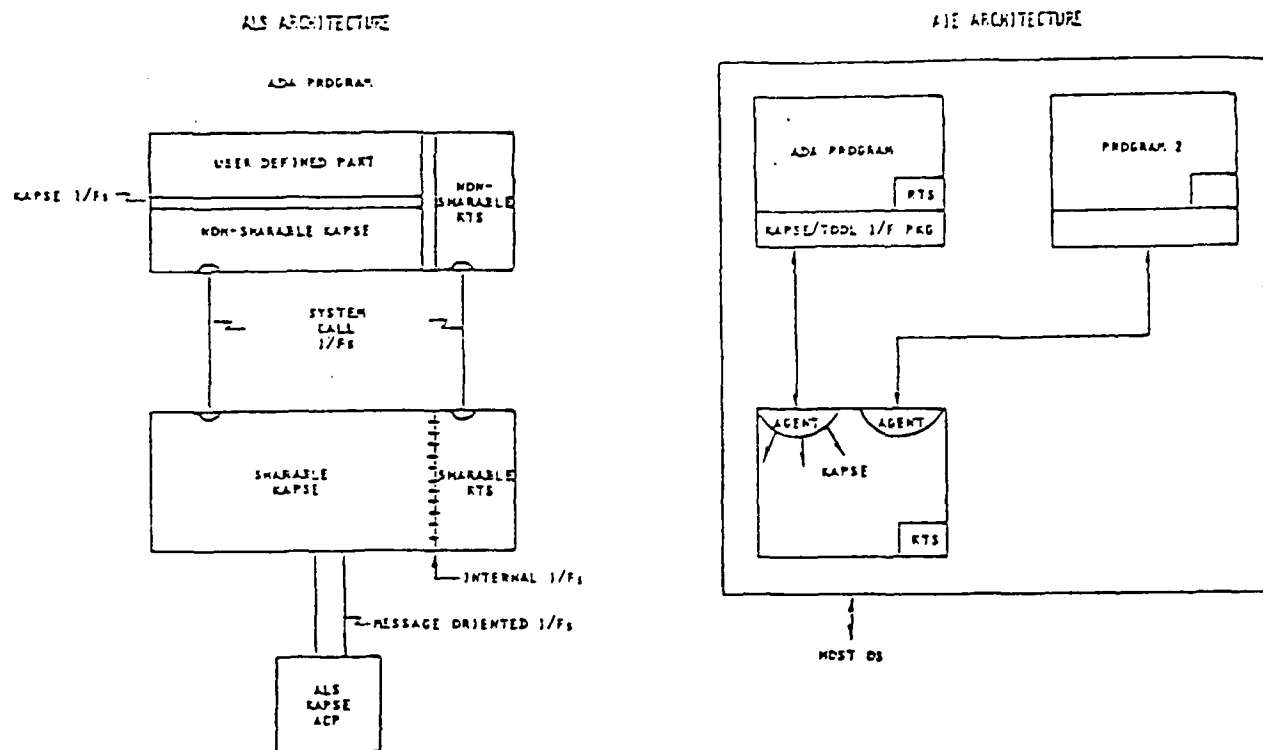 ALS ARCHITECTURE
ADA PROGRAM
USER DEFINED PART
KAPSE I/Fs
NON-SHARABLE KAPSE
NON-
SHARABLE
RTS
SYSTEM
CALL
I/Fs
SHARABLE
KAPSE
SHARABLE
RTS
INTERNAL I/Fs
MESSAGE ORIENTED I/Fs
ALS
KAPSE
ACP
AIE ARCHITECTURE
ADA PROGRAM
RTS
KAPSE/TOOL I/F PKG
PROGRAM 2
AGENT
AGENT
KAPSE
RTS
HOST OS